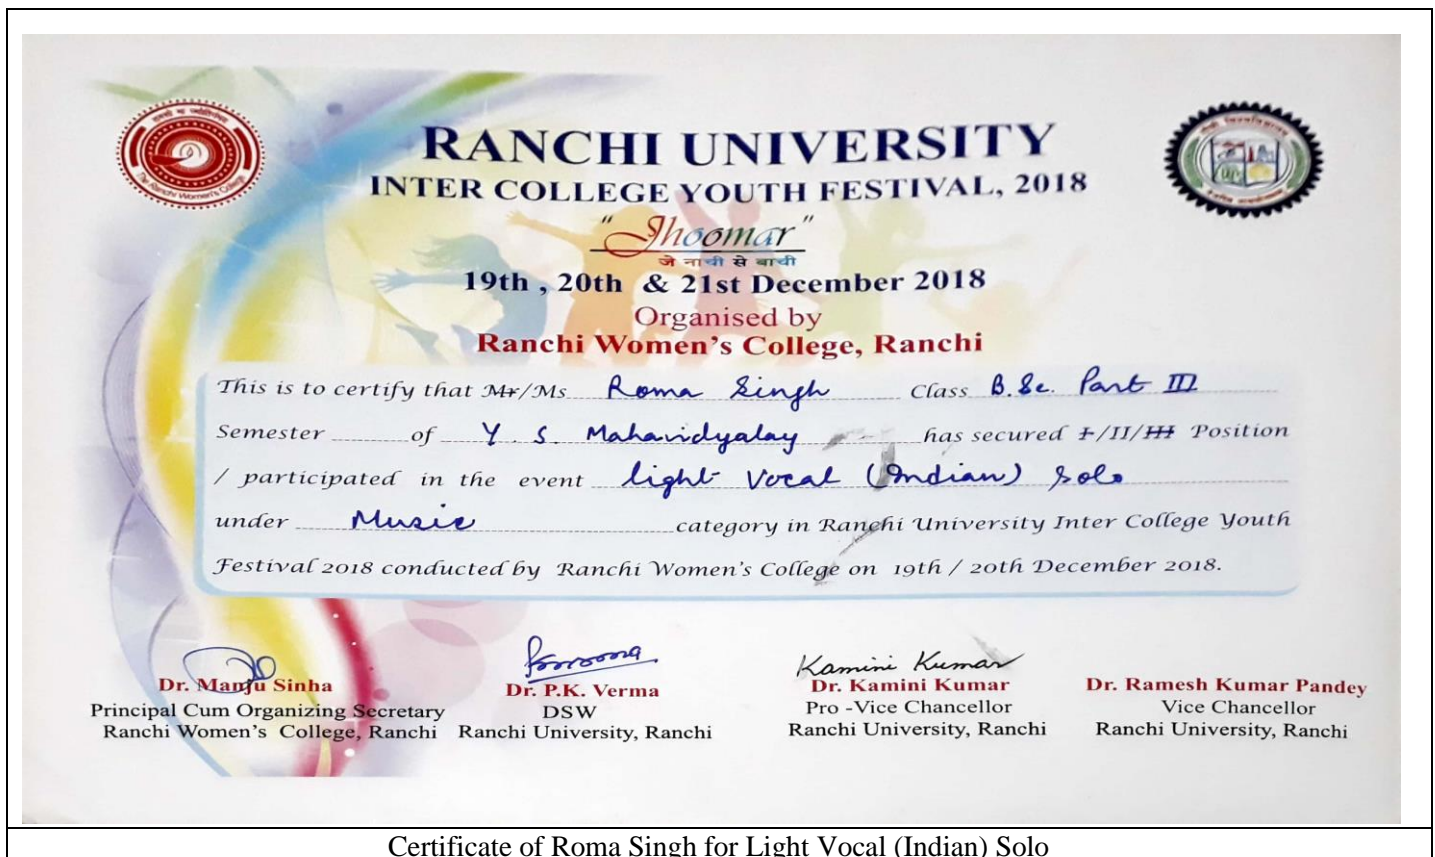 RANCHI UNIVERSITY
INTER COLLEGE YOUTH FESTIVAL, 2018
"Jhoomar"
जे नाची से बाची
19th , 20th & 21st December 2018
Organised by
Ranchi Women's College, Ranchi
The Ranchi Women's College
This is to certify that Mr/Ms Roma Singh Class B.Sc. Part III
Semester of Y. S. Mahavidyalay has secured I/II/III Position
/ participated in the event light Vocal (Indian) Solo
under Music category in Ranchi University Inter College Youth
Festival 2018 conducted by Ranchi Women's College on 19th / 20th December 2018.
Kamini Kumar
Dr. Manju Sinha Dr. P.K. Verma Dr. Kamini Kumar Dr. Ramesh Kumar Pandey
Principal Cum Organizing Secretary DSW Pro -Vice Chancellor Vice Chancellor
Ranchi Women's College, Ranchi Ranchi University, Ranchi Ranchi University, Ranchi Ranchi University, Ranchi
Certificate of Roma Singh for Light Vocal (Indian) Solo